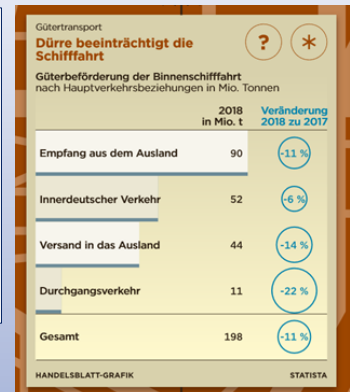 Gütertransport
Dürre beeinträchtigt die
Schifffahrt
? *
Güterbeförderung der Binnenschifffahrt
nach Hauptverkehrsbeziehungen in Mio. Tonnen
2018 Veränderung
in Mio. t 2018 zu 2017
Empfang aus dem Ausland 90 -11 %
Innerdeutscher Verkehr 52 -6 %
Versand in das Ausland 44 -14 %
Durchgangsverkehr 11 -22 %
Gesamt 198 -11 %
HANDELSBLATT-GRAFIK STATISTA